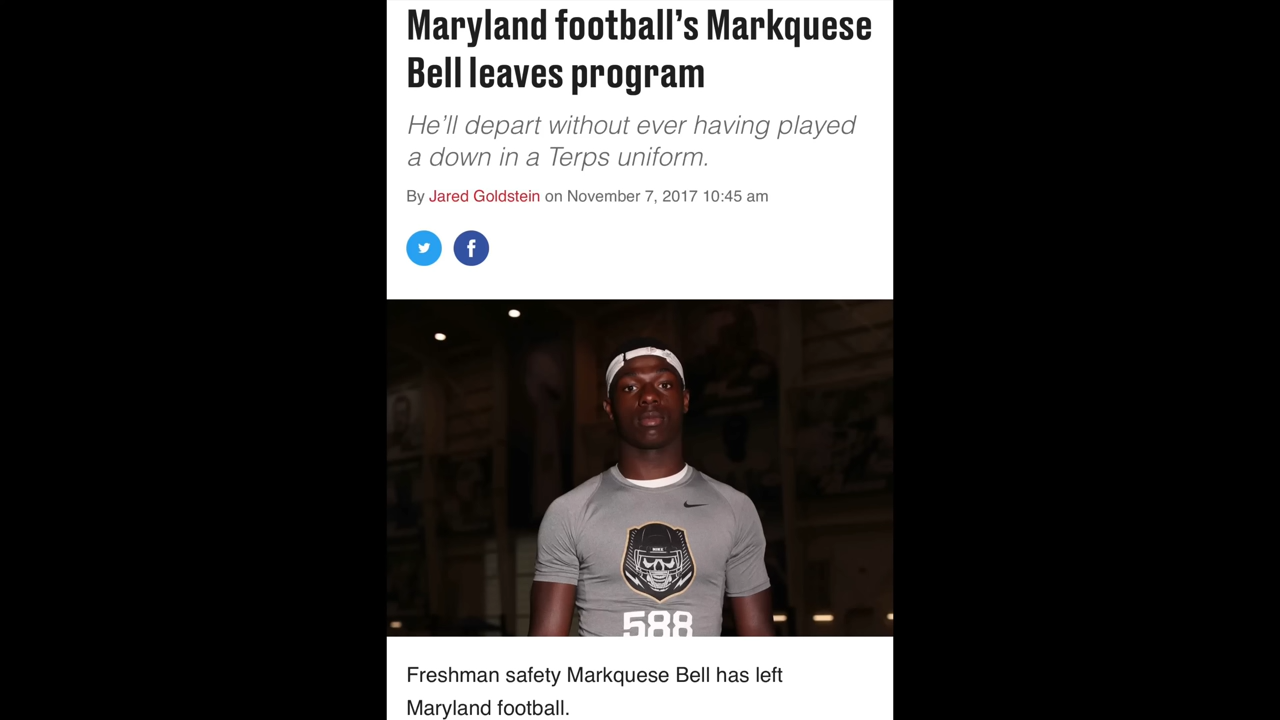 Maryland football’s Markquese
Bell leaves program
He’ll depart without ever having played
a down in a Terps uniform.
By Jared Goldstein on November 7, 2017 10:45 am
f
NIKE
588
Freshman safety Markquese Bell has left
Maryland football.